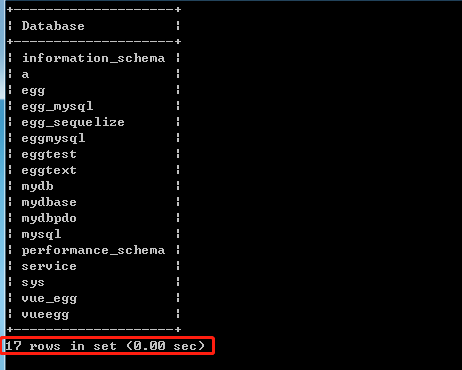 +--------------------+
¦ Database           ¦
+--------------------+
¦ information_schema ¦
¦ a                  ¦
¦ egg                ¦
¦ egg_mysql          ¦
¦ egg_sequelize      ¦
¦ eggmysql           ¦
¦ eggtest            ¦
¦ eggtext            ¦
¦ mydb               ¦
¦ mydbase            ¦
¦ mydbpdo            ¦
¦ mysql              ¦
¦ performance_schema ¦
¦ service            ¦
¦ sys                ¦
¦ vue_egg            ¦
¦ vueegg             ¦
+--------------------+
17 rows in set (0.00 sec)